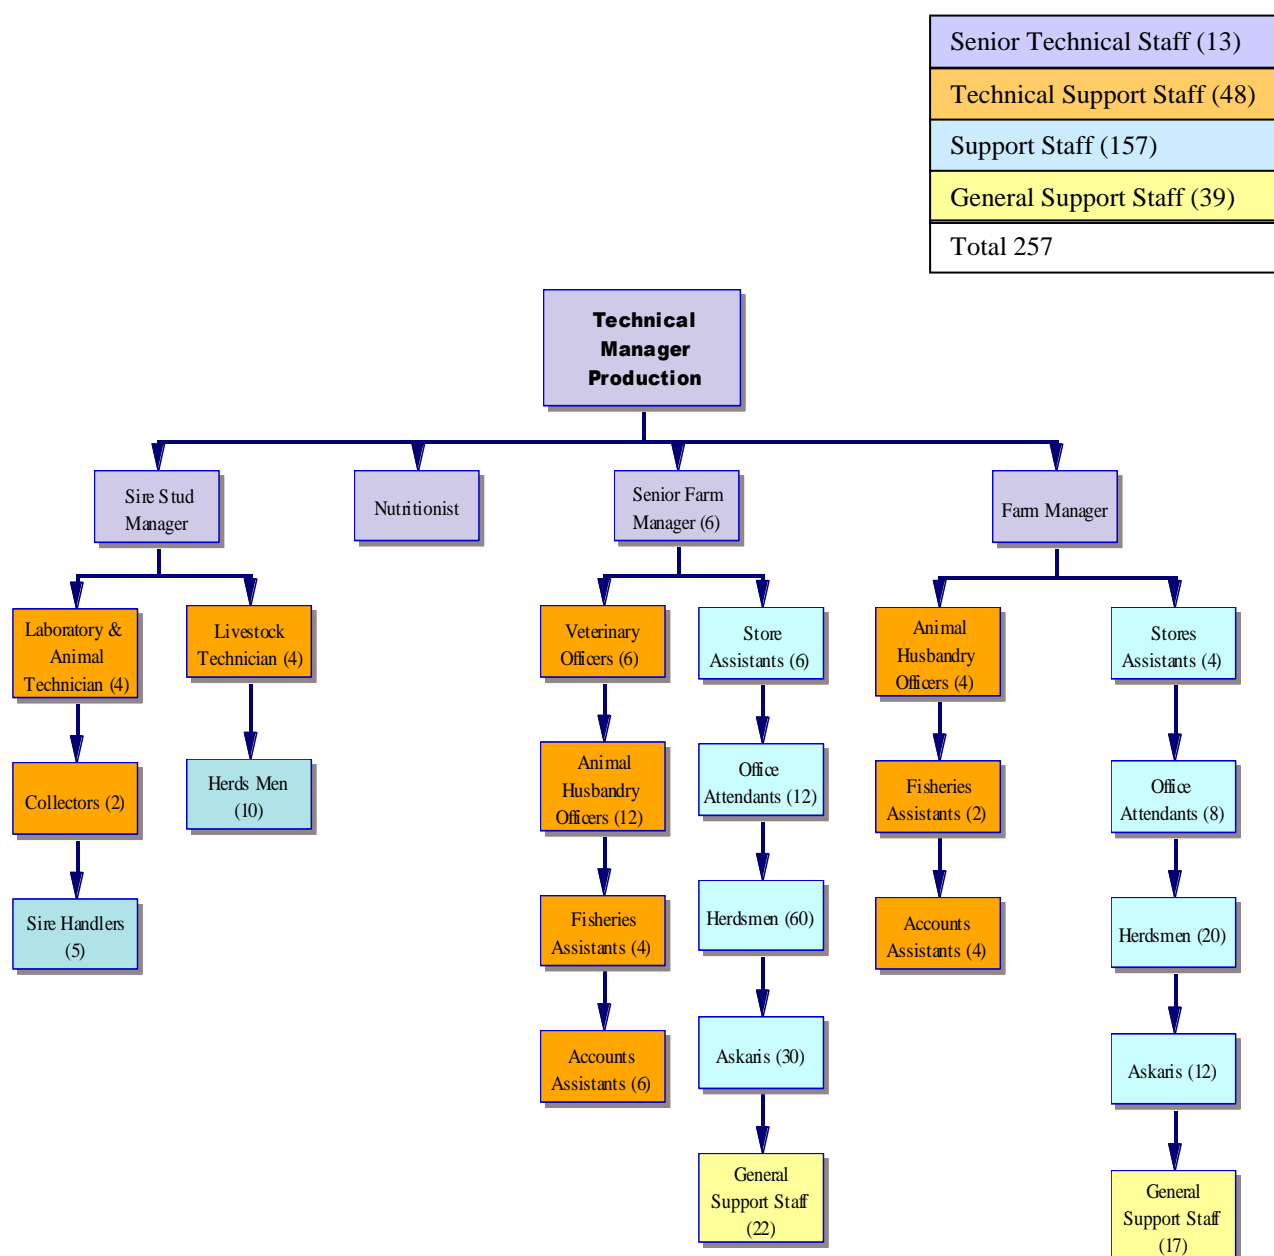 Senior Technical Staff (13)
Technical Support Staff (48)
Support Staff (157)
General Support Staff (39)
Total 257
Technical
Manager
Production
Sire Stud
Manager
Nutritionist
Senior Farm
Manager (6)
Farm Manager
Laboratory &
Animal
Technician (4)
Livestock
Technician (4)
Veterinary
Officers (6)
Store
Assistants (6)
Animal
Husbandry
Officers (4)
Stores
Assistants (4)
Collectors (2)
Herds Men
(10)
Animal
Husbandry
Officers (12)
Office
Attendants (12)
Fisheries
Assistants (2)
Office
Attendants (8)
Sire Handlers
(5)
Fisheries
Assistants (4)
Herdsmen (60)
Accounts
Assistants (4)
Herdsmen (20)
Accounts
Assistants (6)
Askaris (30)
Askaris (12)
General
Support Staff
(22)
General
Support Staff
(17)